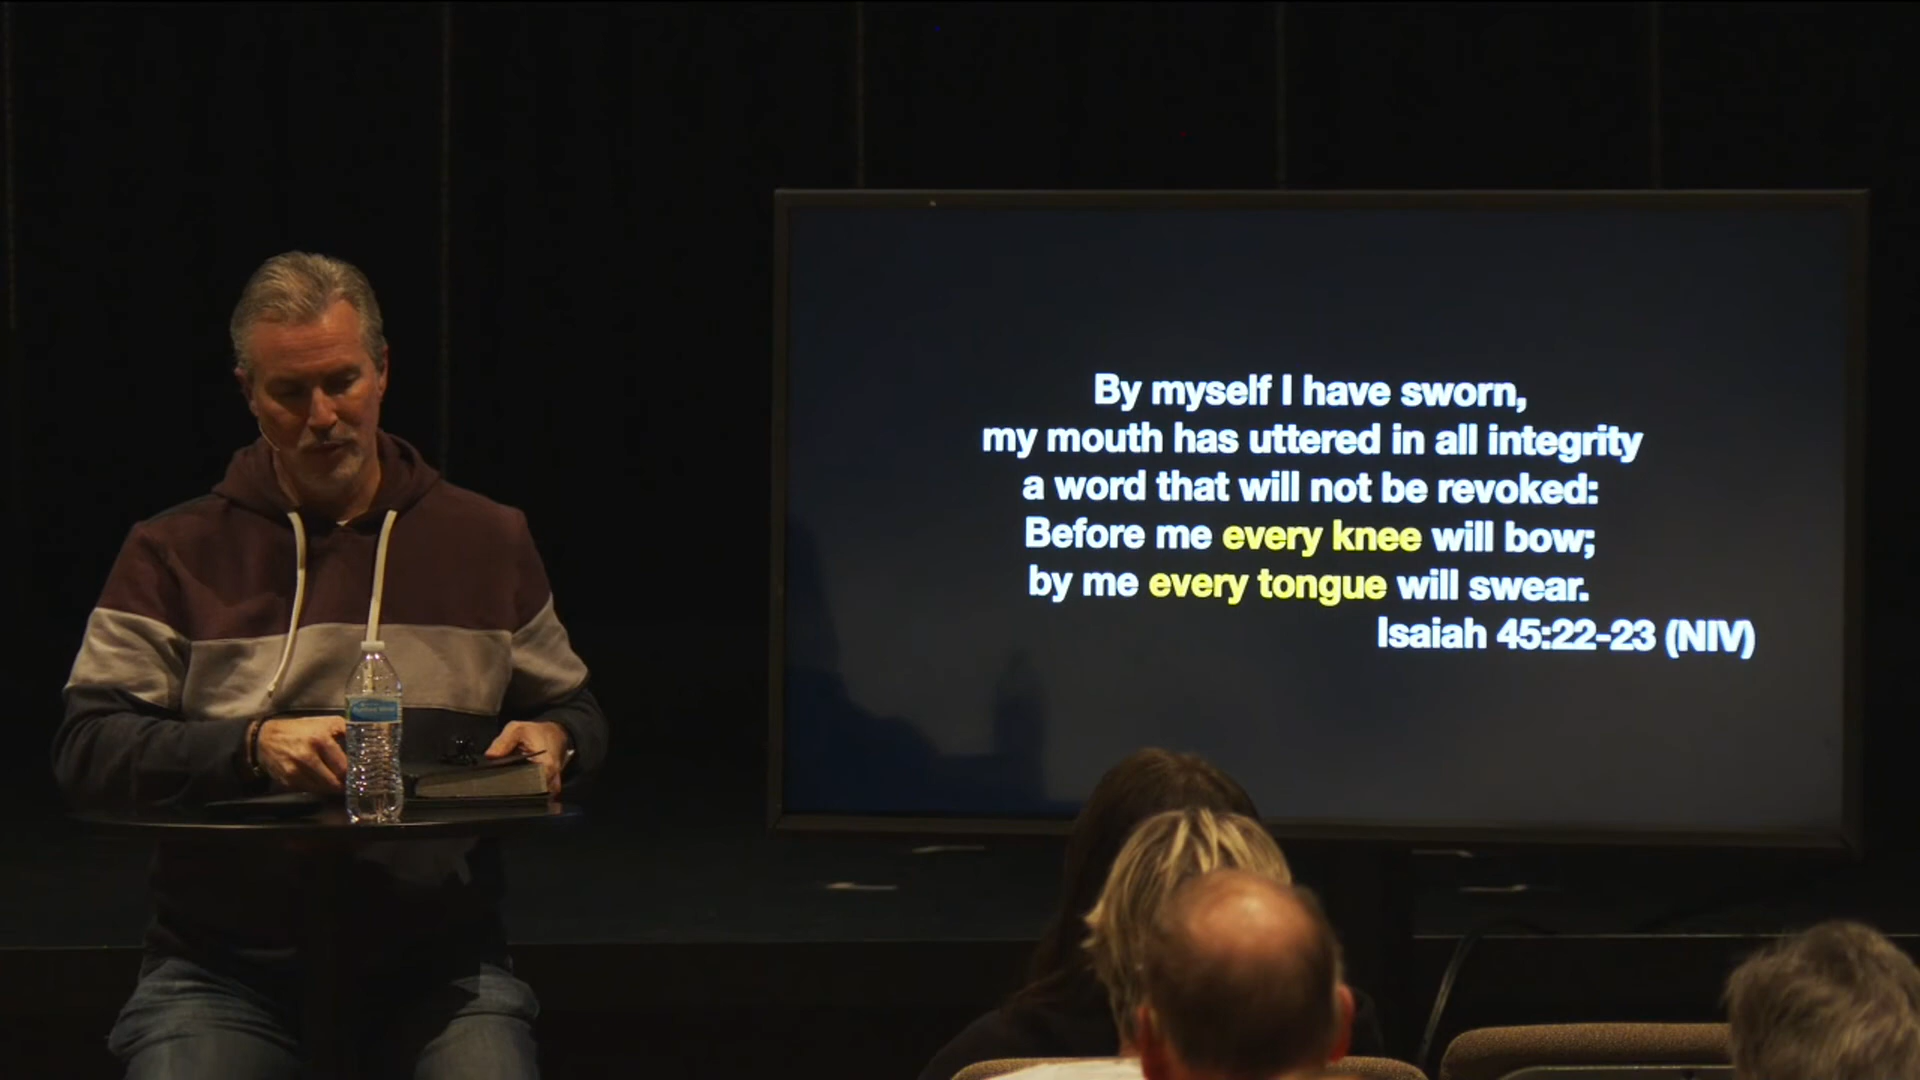 By myself I have sworn,
my mouth has uttered in all integrity
a word that will not be revoked:
Before me every knee will bow;
by me every tongue will swear.
Isaiah 45:22-23 (NIV)